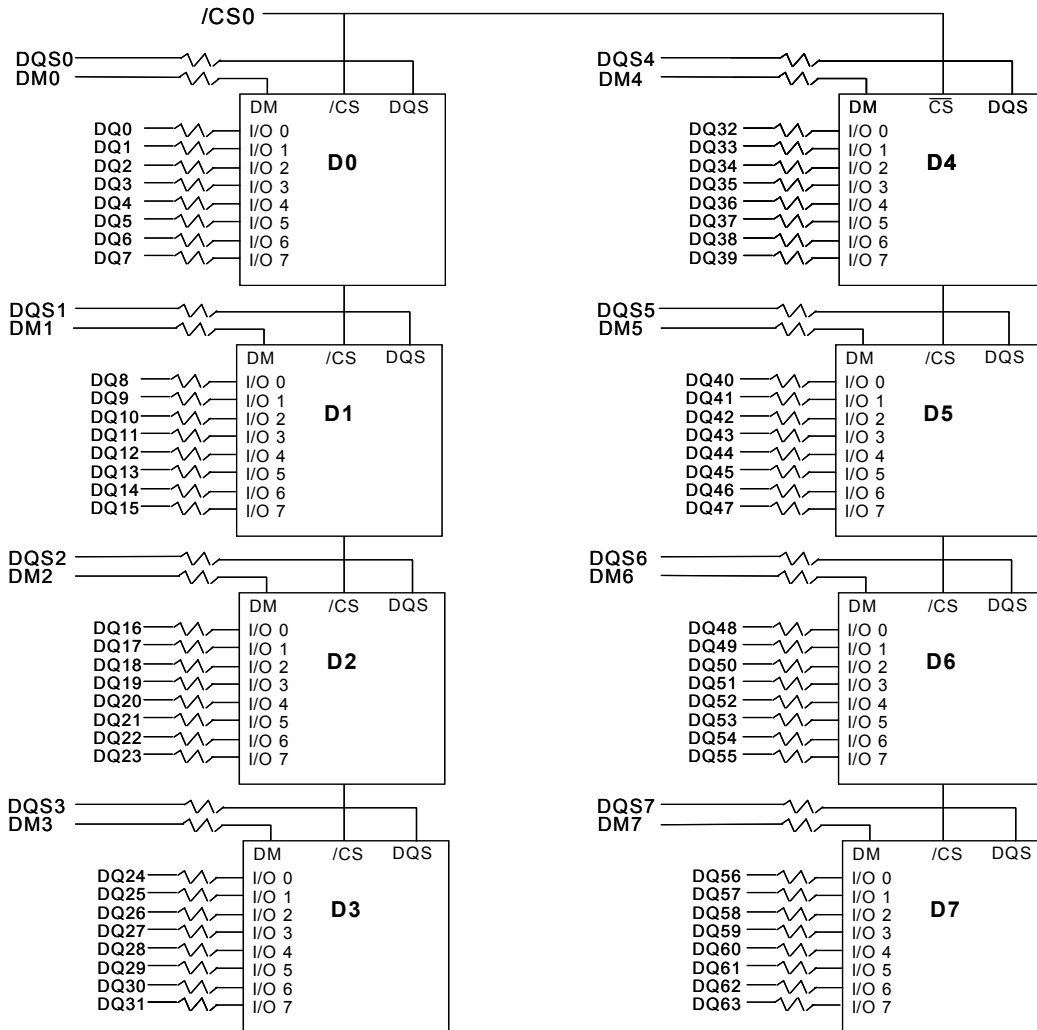 /CS0
DQS0
DM0
DM /CS DQS
DQ0 I/O 0
DQ1 I/O 1
DQ2 I/O 2
DQ3 I/O 3
DQ4 I/O 4
DQ5 I/O 5
DQ6 I/O 6
DQ7 I/O 7
D0
DQS1
DM1
DM /CS DQS
DQ8 I/O 0
DQ9 I/O 1
DQ10 I/O 2
DQ11 I/O 3
DQ12 I/O 4
DQ13 I/O 5
DQ14 I/O 6
DQ15 I/O 7
D1
DQS2
DM2
DM /CS DQS
DQ16 I/O 0
DQ17 I/O 1
DQ18 I/O 2
DQ19 I/O 3
DQ20 I/O 4
DQ21 I/O 5
DQ22 I/O 6
DQ23 I/O 7
D2
DQS3
DM3
DM /CS DQS
DQ24 I/O 0
DQ25 I/O 1
DQ26 I/O 2
DQ27 I/O 3
DQ28 I/O 4
DQ29 I/O 5
DQ30 I/O 6
DQ31 I/O 7
D3
DQS4
DM4
DM C̅S̅ DQS
DQ32 I/O 0
DQ33 I/O 1
DQ34 I/O 2
DQ35 I/O 3
DQ36 I/O 4
DQ37 I/O 5
DQ38 I/O 6
DQ39 I/O 7
D4
DQS5
DM5
DM /CS DQS
DQ40 I/O 0
DQ41 I/O 1
DQ42 I/O 2
DQ43 I/O 3
DQ44 I/O 4
DQ45 I/O 5
DQ46 I/O 6
DQ47 I/O 7
D5
DQS6
DM6
DM /CS DQS
DQ48 I/O 0
DQ49 I/O 1
DQ50 I/O 2
DQ51 I/O 3
DQ52 I/O 4
DQ53 I/O 5
DQ54 I/O 6
DQ55 I/O 7
D6
DQS7
DM7
DM /CS DQS
DQ56 I/O 0
DQ57 I/O 1
DQ58 I/O 2
DQ59 I/O 3
DQ60 I/O 4
DQ61 I/O 5
DQ62 I/O 6
DQ63 I/O 7
D7